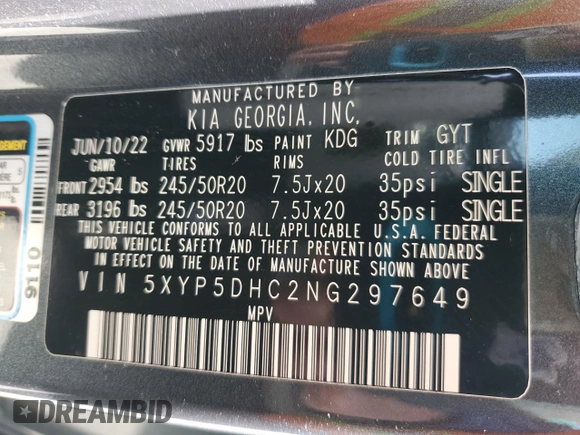 MANUFACTURED BY
KIA GEORGIA, INC,
JUN/10/22 GVWR 5917 lbs PAINT KDG TRIM GYT
GAWR TIRES RIMS COLD TIRE INFL
FRONT 2954 lbs 245/50R20 7.5Jx20 35psi SINGLE
REAR 3196 lbs 245/50R20 7.5Jx20 35psi SINGLE
THIS VEHICLE CONFORMS TO ALL APPLICABLE U.S.A. FEDERAL
MOTOR VEHICLE SAFETY AND THEFT PREVENTION STANDARDS
IN EFFECT ON THE DATE OF MANUFACTURE SHOWN ABOVE
VIN 5XYP5DHC2NG297649
MPV
9110
DREAMBID